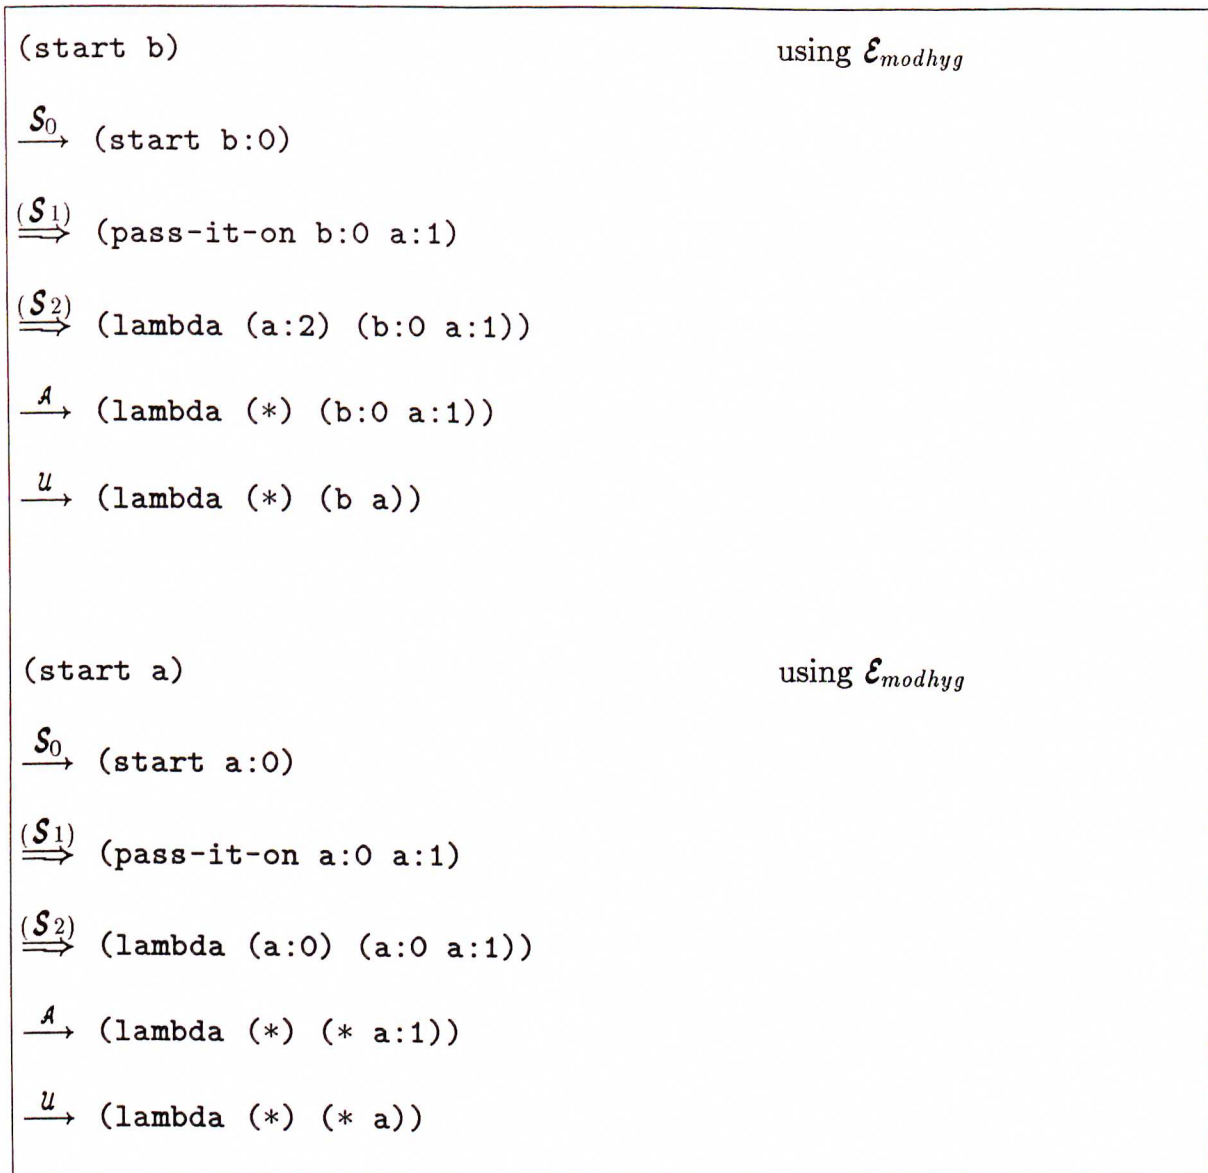 (start b) using 𝓔modhyg
𝓢0⟶ (start b:0)
(𝓢1)⟹ (pass-it-on b:0 a:1)
(𝓢2)⟹ (lambda (a:2) (b:0 a:1))
𝓐⟶ (lambda (*) (b:0 a:1))
𝓤⟶ (lambda (*) (b a))
(start a) using 𝓔modhyg
𝓢0⟶ (start a:0)
(𝓢1)⟹ (pass-it-on a:0 a:1)
(𝓢2)⟹ (lambda (a:0) (a:0 a:1))
𝓐⟶ (lambda (*) (* a:1))
𝓤⟶ (lambda (*) (* a))